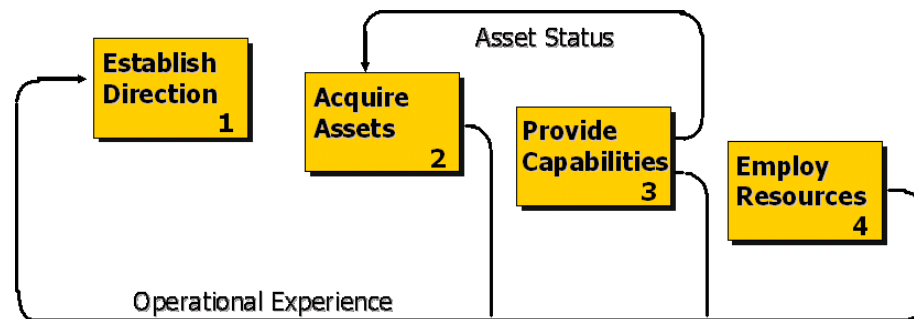 Asset Status
Establish
Direction
1
Acquire
Assets
2
Provide
Capabilities
3
Employ
Resources
4
Operational Experience